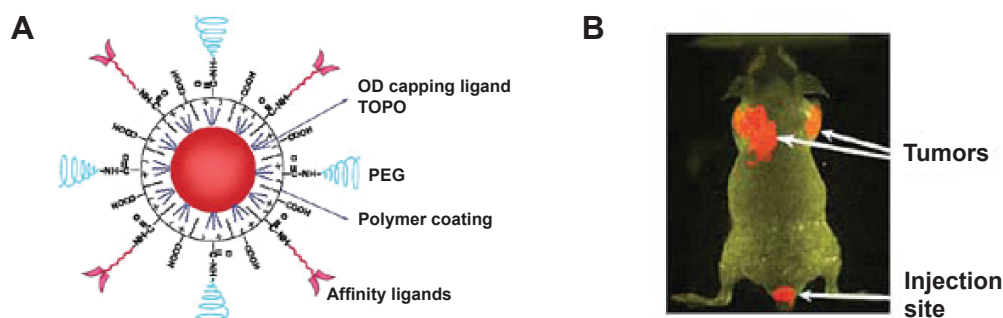 A
OD capping ligand
TOPO
PEG
Polymer coating
Affinity ligands
B
Tumors
Injection
site